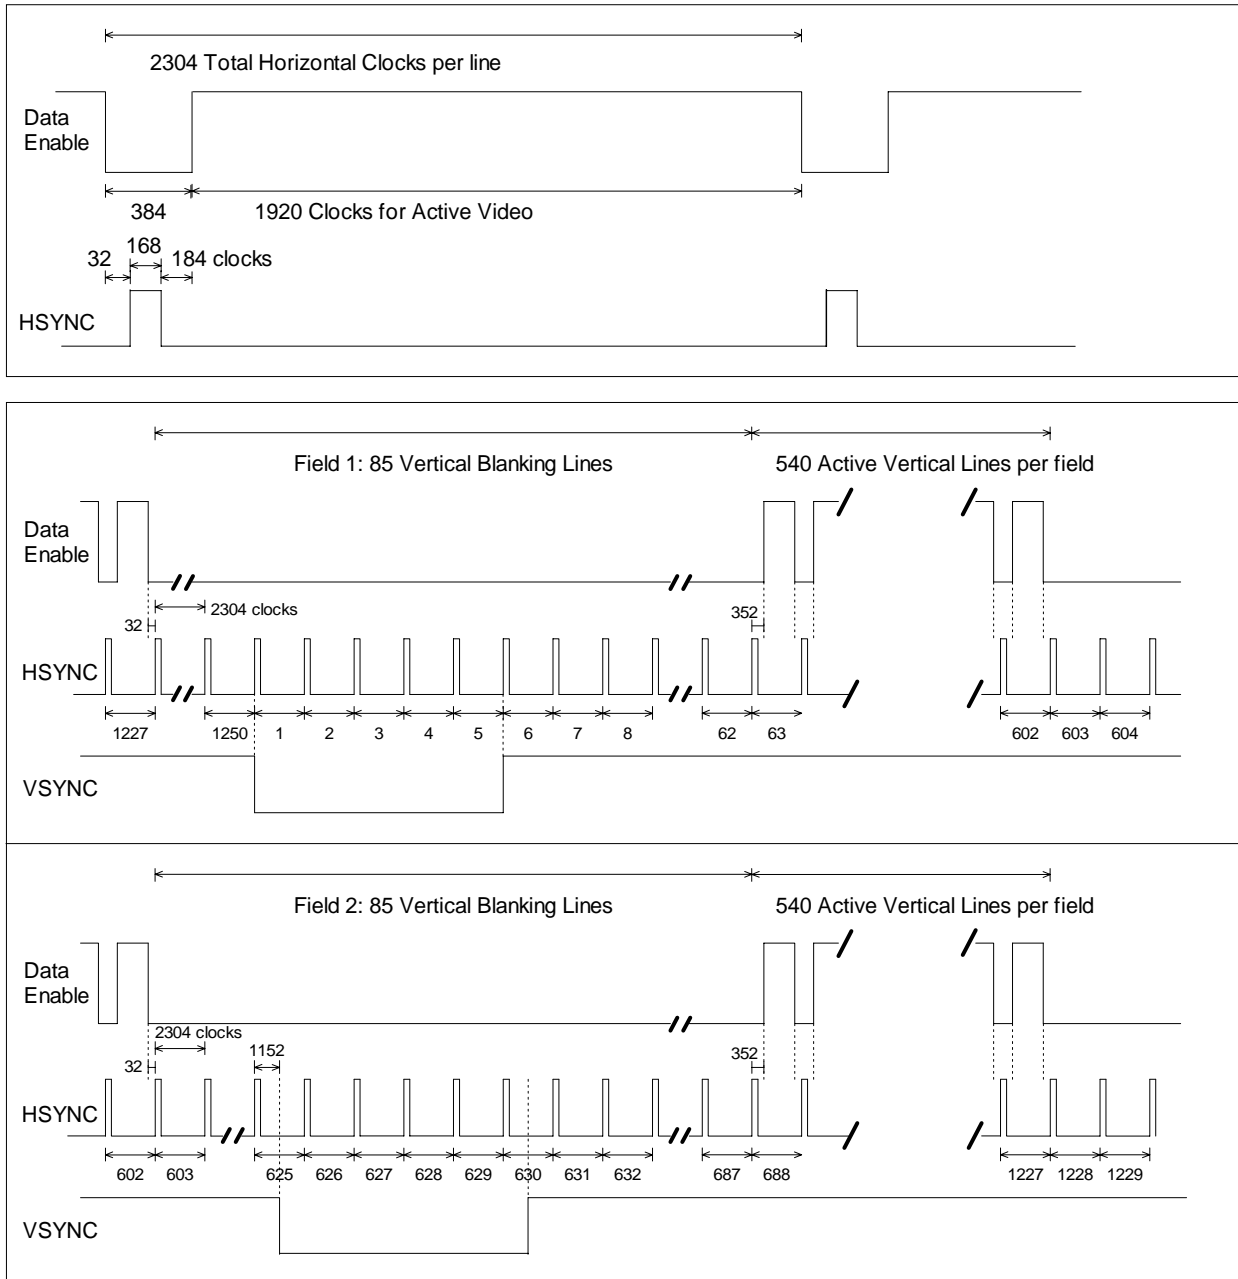 2304 Total Horizontal Clocks per line
Data
Enable
384
1920 Clocks for Active Video
168
32
184 clocks
HSYNC
Field 1: 85 Vertical Blanking Lines
540 Active Vertical Lines per field
Data
Enable
2304 clocks
32
352
HSYNC
1227 1250 1 2 3 4 5 6 7 8 62 63 602 603 604
VSYNC
Field 2: 85 Vertical Blanking Lines
540 Active Vertical Lines per field
Data
Enable
2304 clocks
1152
32
352
HSYNC
602 603 625 626 627 628 629 630 631 632 687 688 1227 1228 1229
VSYNC